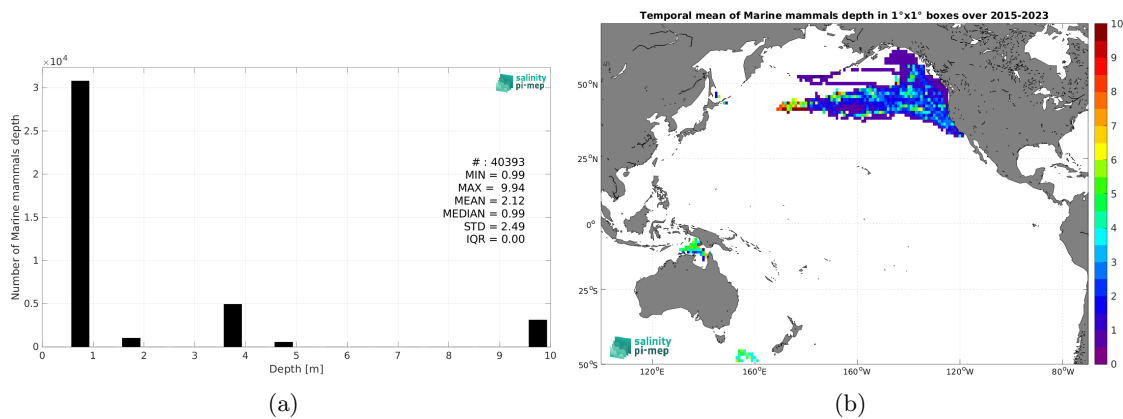 ×10⁴
3
2.5
2
1.5
1
0.5
0
Number of Marine mammals depth
0 1 2 3 4 5 6 7 8 9 10
Depth [m]
salinity
pi-mep
# : 40393
MIN = 0.99
MAX = 9.94
MEAN = 2.12
MEDIAN = 0.99
STD = 2.49
IQR = 0.00
(a)
Temporal mean of Marine mammals depth in 1°x1° boxes over 2015-2023
50°N
25°N
0°
25°S
50°S
120°E 160°E 160°W 120°W 80°W
salinity
pi-mep
10
9
8
7
6
5
4
3
2
1
0
(b)